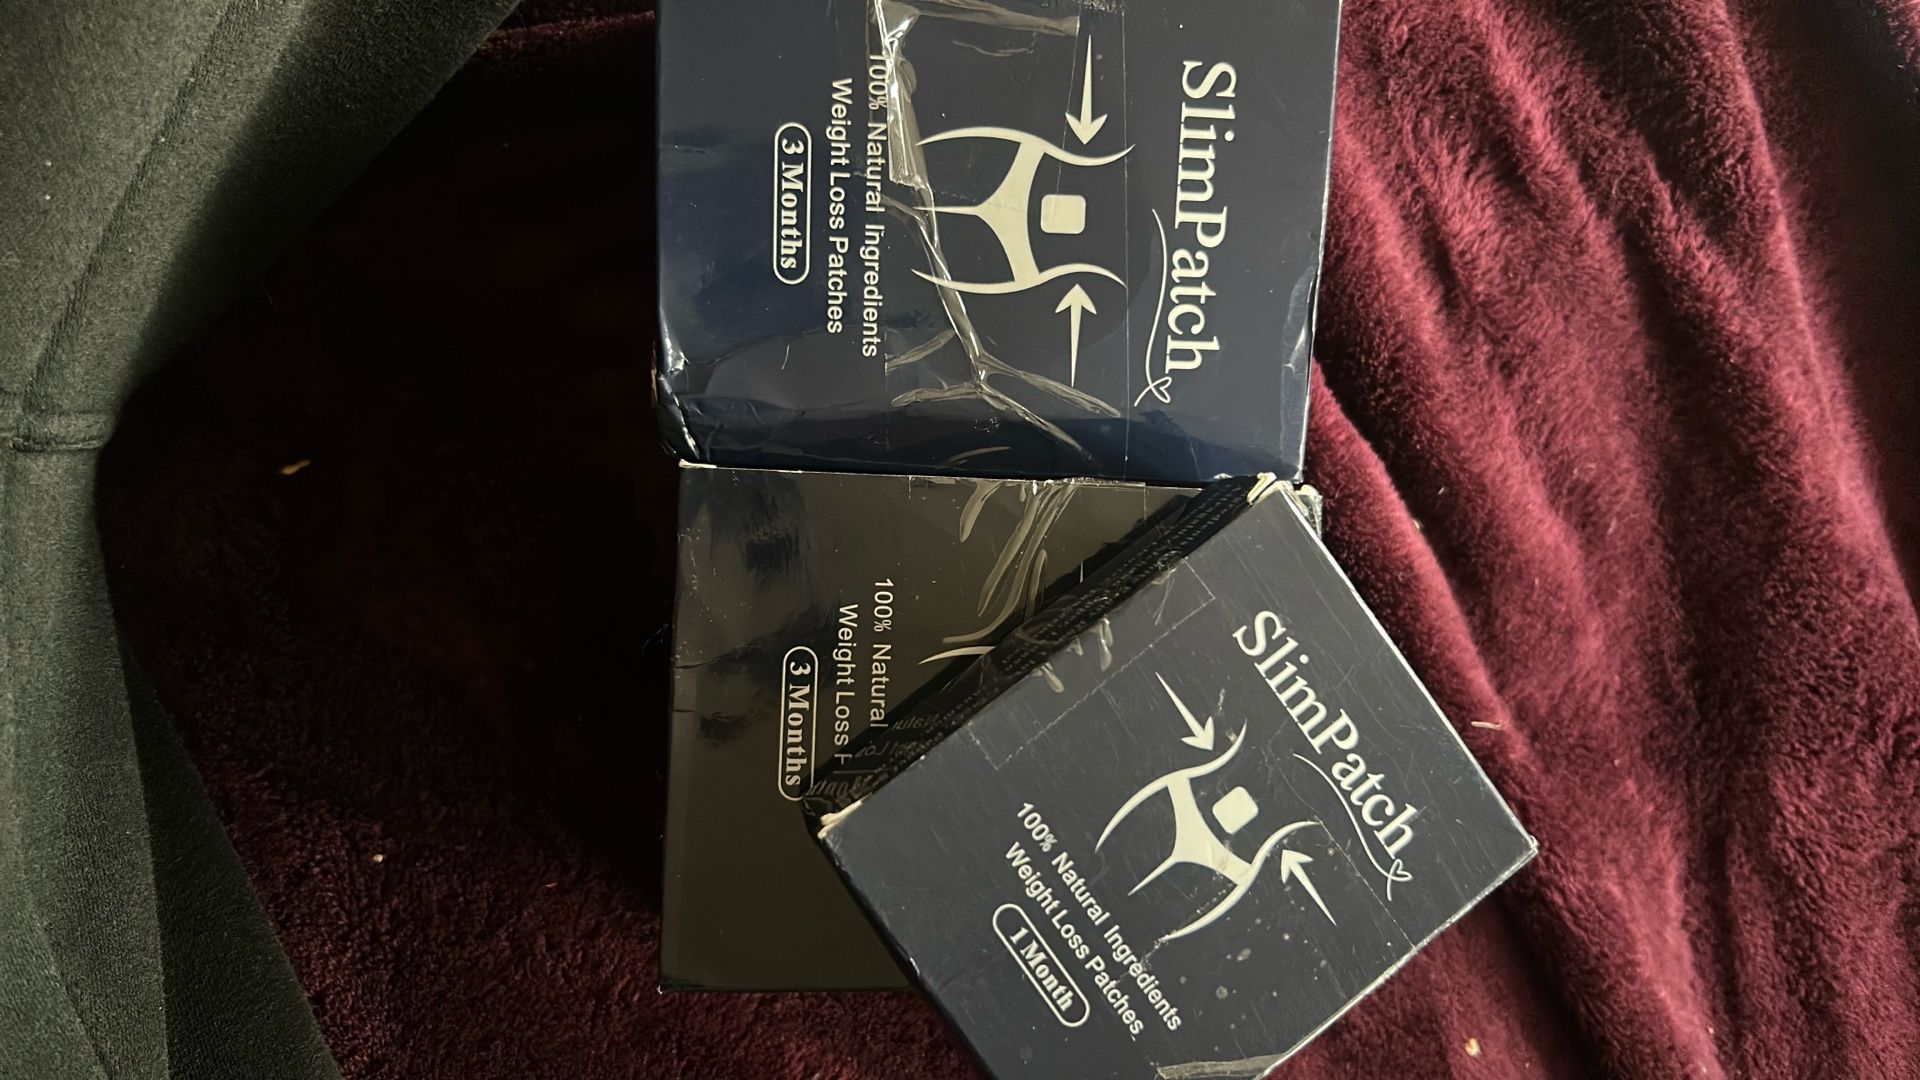 SlimPatch
100% Natural Ingredients
Weight Loss Patches
3 Months
100% Natural
Weight Loss
3 Months
SlimPatch
100% Natural Ingredients
Weight Loss Patches
1 Month